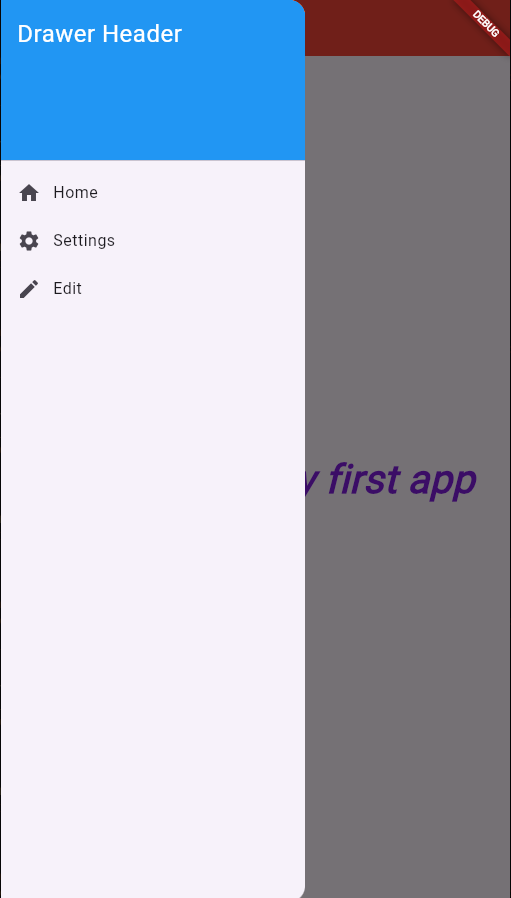 Drawer Header
DEBUG
Home
Settings
Edit
first app